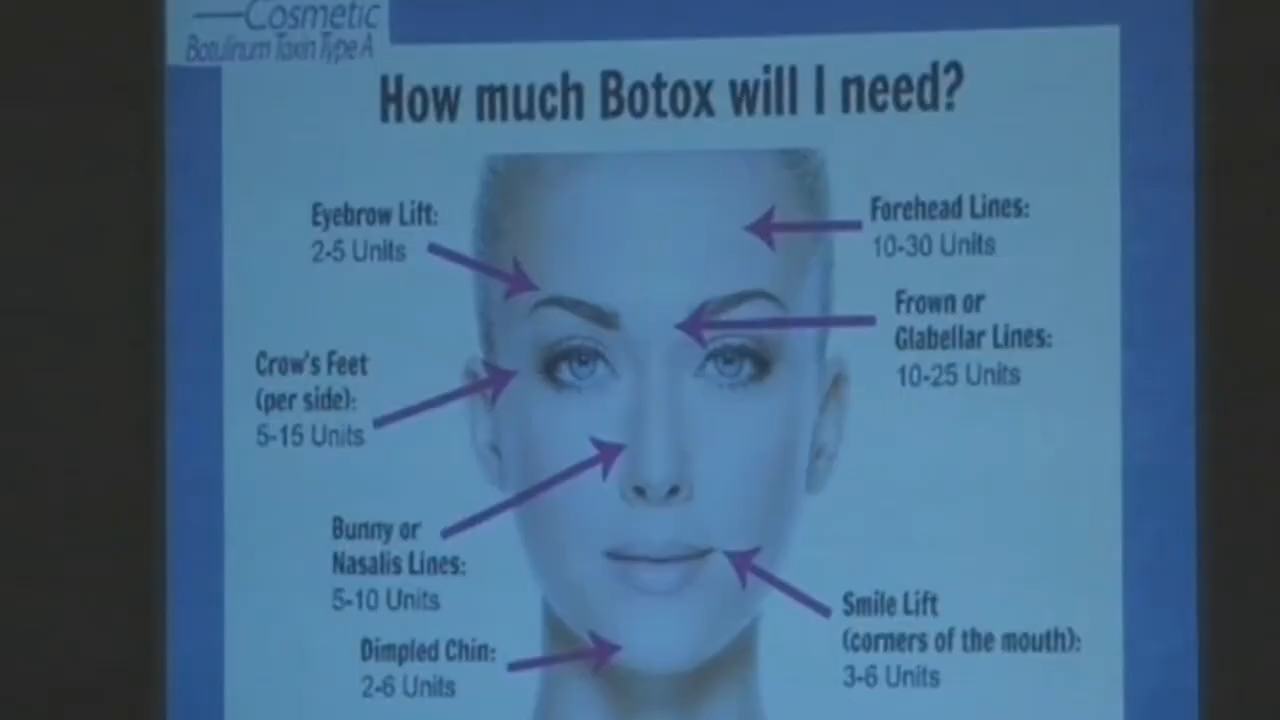 Cosmetic
Botulinum Toxin Type A
How much Botox will I need?
Eyebrow Lift:
2-5 Units
Forehead Lines:
10-30 Units
Frown or
Glabellar Lines:
10-25 Units
Crow's Feet
(per side):
5-15 Units
Bunny or
Nasalis Lines:
5-10 Units
Smile Lift
(corners of the mouth):
3-6 Units
Dimpled Chin:
2-6 Units